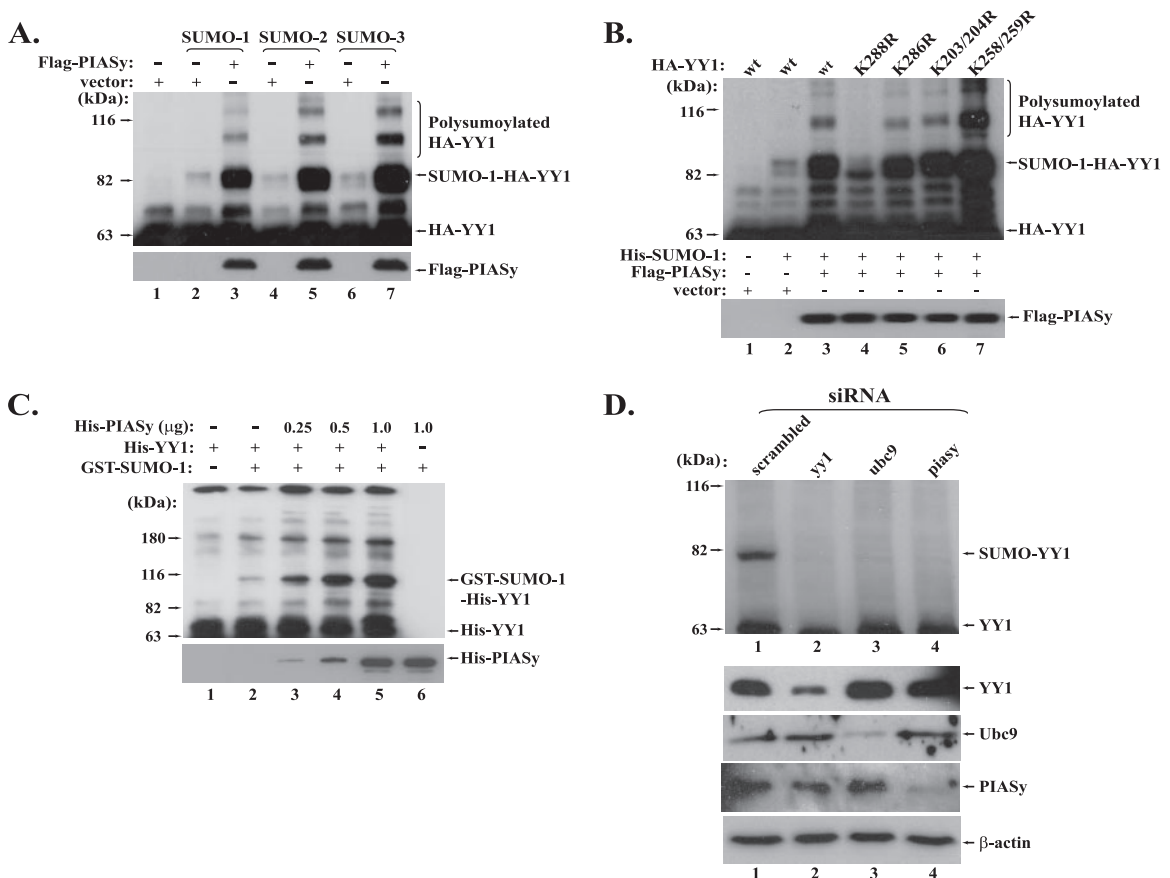 A.
SUMO-1 SUMO-2 SUMO-3
Flag-PIASy: - - + - + - +
vector: + + - + - + -
(kDa):
116
82
63
Polysumoylated
HA-YY1
SUMO-1-HA-YY1
HA-YY1
Flag-PIASy
1 2 3 4 5 6 7
B.
HA-YY1: wt wt wt K288R K286R K203/204R K258/259R
(kDa):
116
82
63
Polysumoylated
HA-YY1
SUMO-1-HA-YY1
HA-YY1
His-SUMO-1: - + + + + + +
Flag-PIASy: - - + + + + +
vector: + + - - - - -
Flag-PIASy
1 2 3 4 5 6 7
C.
His-PIASy (μg) - - 0.25 0.5 1.0 1.0
His-YY1: + + + + + -
GST-SUMO-1: - + + + + +
(kDa):
180
116
82
63
GST-SUMO-1
-His-YY1
His-YY1
His-PIASy
1 2 3 4 5 6
D.
siRNA
scrambled yy1 ubc9 piasy
(kDa):
116
82
63
SUMO-YY1
YY1
1 2 3 4
YY1
Ubc9
PIASy
β-actin
1 2 3 4